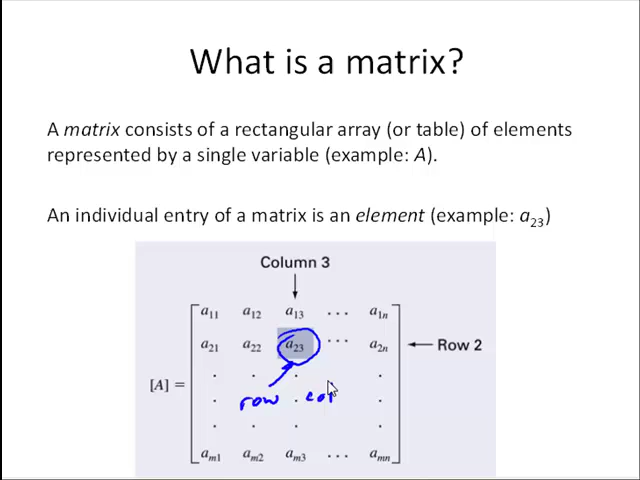 What is a matrix?
A matrix consists of a rectangular array (or table) of elements
represented by a single variable (example: A).
An individual entry of a matrix is an element (example: a23)
Column 3
a11 a12 a13 . . . a1n
a21 a22 a23 . . . a2n Row 2
. . . .
[A] =
row col
. . . .
. . . .
am1 am2 am3 . . . amn